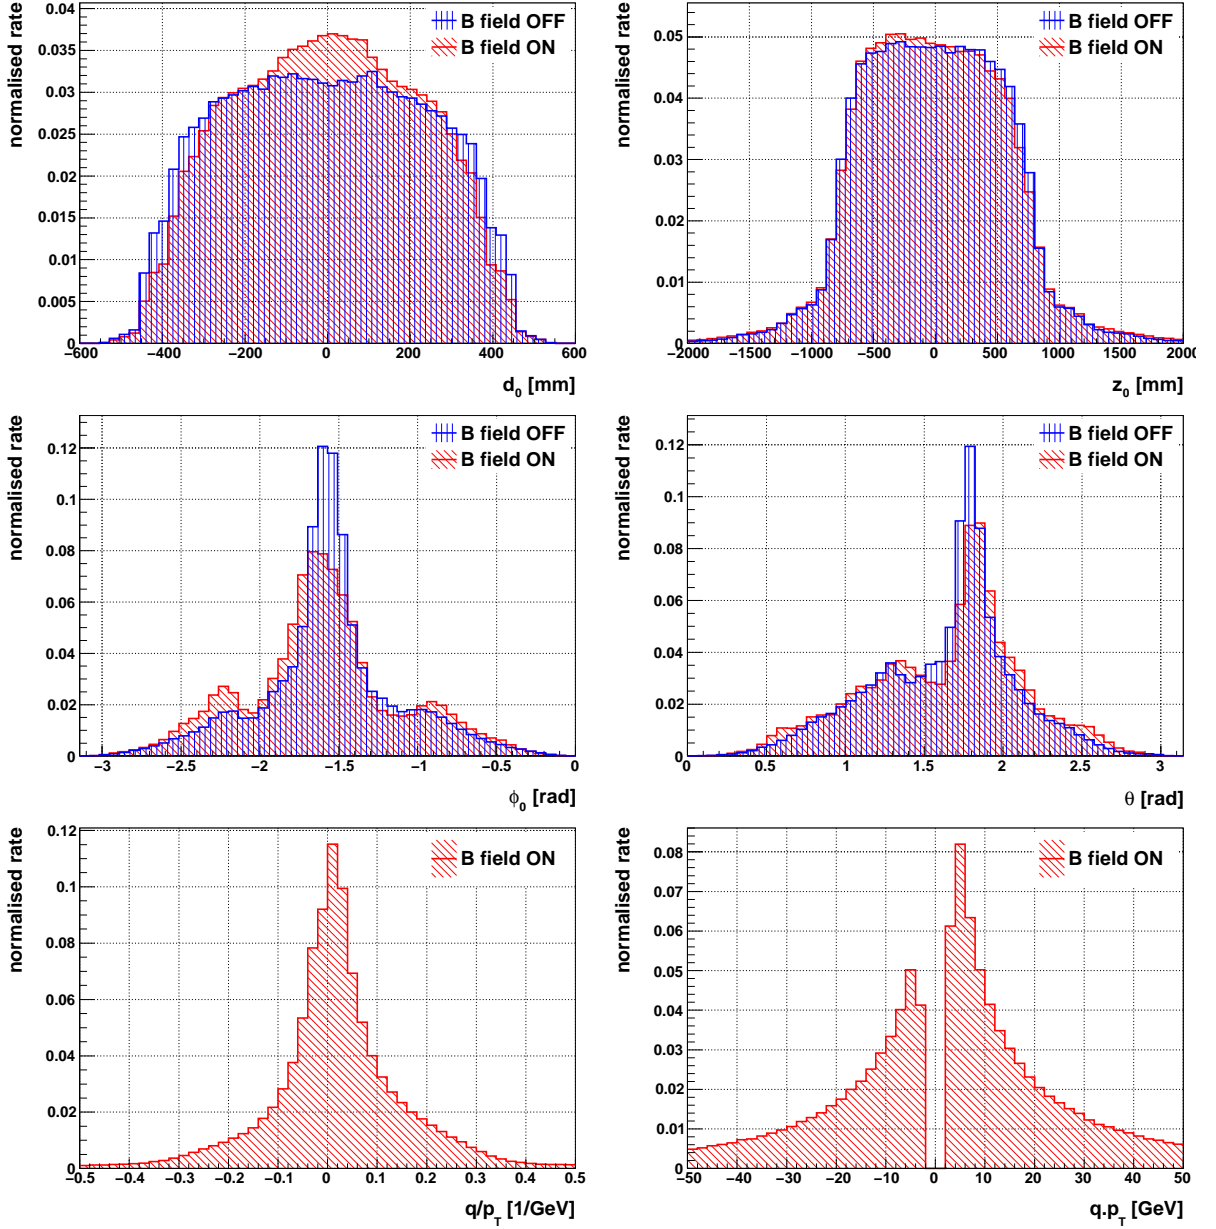 normalised rate
B field OFF
B field ON
0.04
0.035
0.03
0.025
0.02
0.015
0.01
0.005
0
−600 −400 −200 0 200 400 600
d0 [mm]
normalised rate
B field OFF
B field ON
0.05
0.04
0.03
0.02
0.01
0
−2000 −1500 −1000 −500 0 500 1000 1500 2000
z0 [mm]
normalised rate
B field OFF
B field ON
0.12
0.1
0.08
0.06
0.04
0.02
0
−3 −2.5 −2 −1.5 −1 −0.5 0
ϕ0 [rad]
normalised rate
B field OFF
B field ON
0.12
0.1
0.08
0.06
0.04
0.02
0
0 0.5 1 1.5 2 2.5 3
θ [rad]
normalised rate
B field ON
0.12
0.1
0.08
0.06
0.04
0.02
0
−0.5 −0.4 −0.3 −0.2 −0.1 0 0.1 0.2 0.3 0.4 0.5
q/pT [1/GeV]
normalised rate
B field ON
0.08
0.07
0.06
0.05
0.04
0.03
0.02
0.01
0
−50 −40 −30 −20 −10 0 10 20 30 40 50
q.pT [GeV]